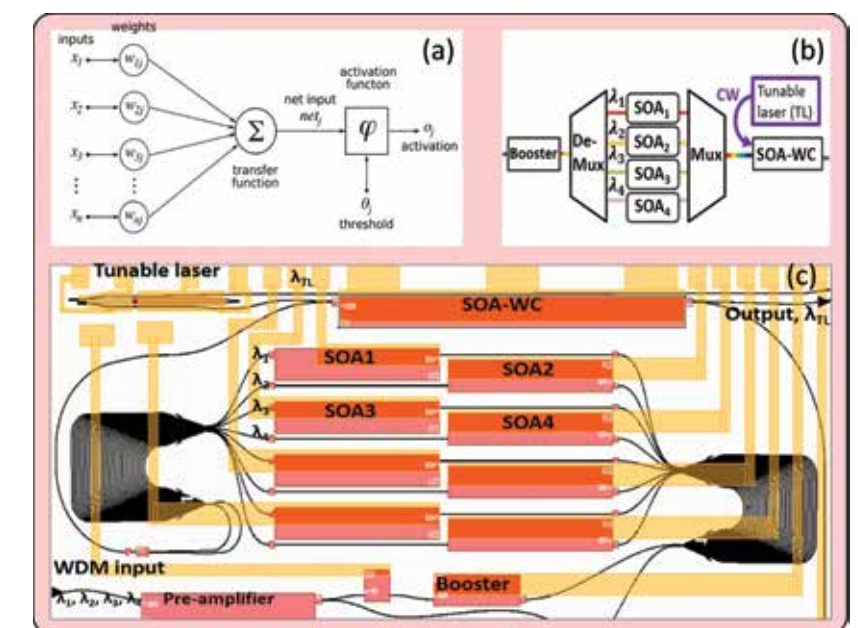 (a)
inputs
weights
x₁
w₁ⱼ
x₂
w₂ⱼ
x₃
w₃ⱼ
⋮
⋮
xₙ
wₙⱼ
Σ
transfer
function
net input
netⱼ
activation
functon
φ
oⱼ
activation
θⱼ
threshold
(b)
Booster
De-
Mux
λ₁
SOA₁
λ₂
SOA₂
λ₃
SOA₃
λ₄
SOA₄
Mux
CW
Tunable
laser (TL)
SOA-WC
(c)
Tunable laser
λTL
SOA-WC
Output, λTL
λ₁
SOA1
SOA2
λ₂
λ₃
SOA3
SOA4
λ₄
WDM input
λ₁, λ₂, λ₃, λ₄
Pre-amplifier
Booster